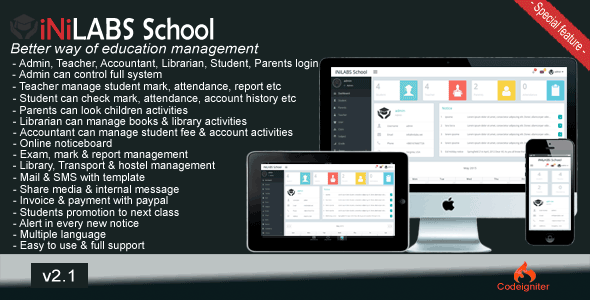 iNiLABS School
- Special feature -
Better way of education management
- Admin, Teacher, Accountant, Librarian, Student, Parents login
- Admin can control full system
- Teacher manage student mark, attendance, report etc
- Student can check mark, attendance, account history etc
- Parents can look children activities
- Librarian can manage books & library activities
- Accountant can manage student fee & account activities
- Online noticeboard
- Exam, mark & report management
- Library, Transport & hostel management
- Mail & SMS with template
- Share media & internal message
- Invoice & payment with paypal
- Students promotion to next class
- Alert in every new notice
- Multiple language
- Easy to use & full support
iNiLABS School
v2.1
Codeigniter